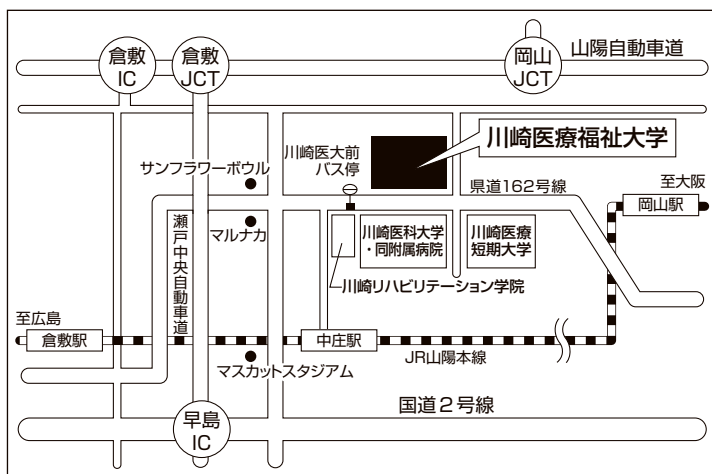 倉敷
IC
倉敷
JCT
岡山
JCT
山陽自動車道
川崎医療福祉大学
川崎医大前
バス停
サンフラワーボウル
県道162号線
至大阪
岡山駅
瀬戸中央自動車道
マルナカ
川崎医科大学
・同附属病院
川崎医療
短期大学
川崎リハビリテーション学院
至広島
倉敷駅
中庄駅
JR山陽本線
マスカットスタジアム
国道2号線
早島
IC